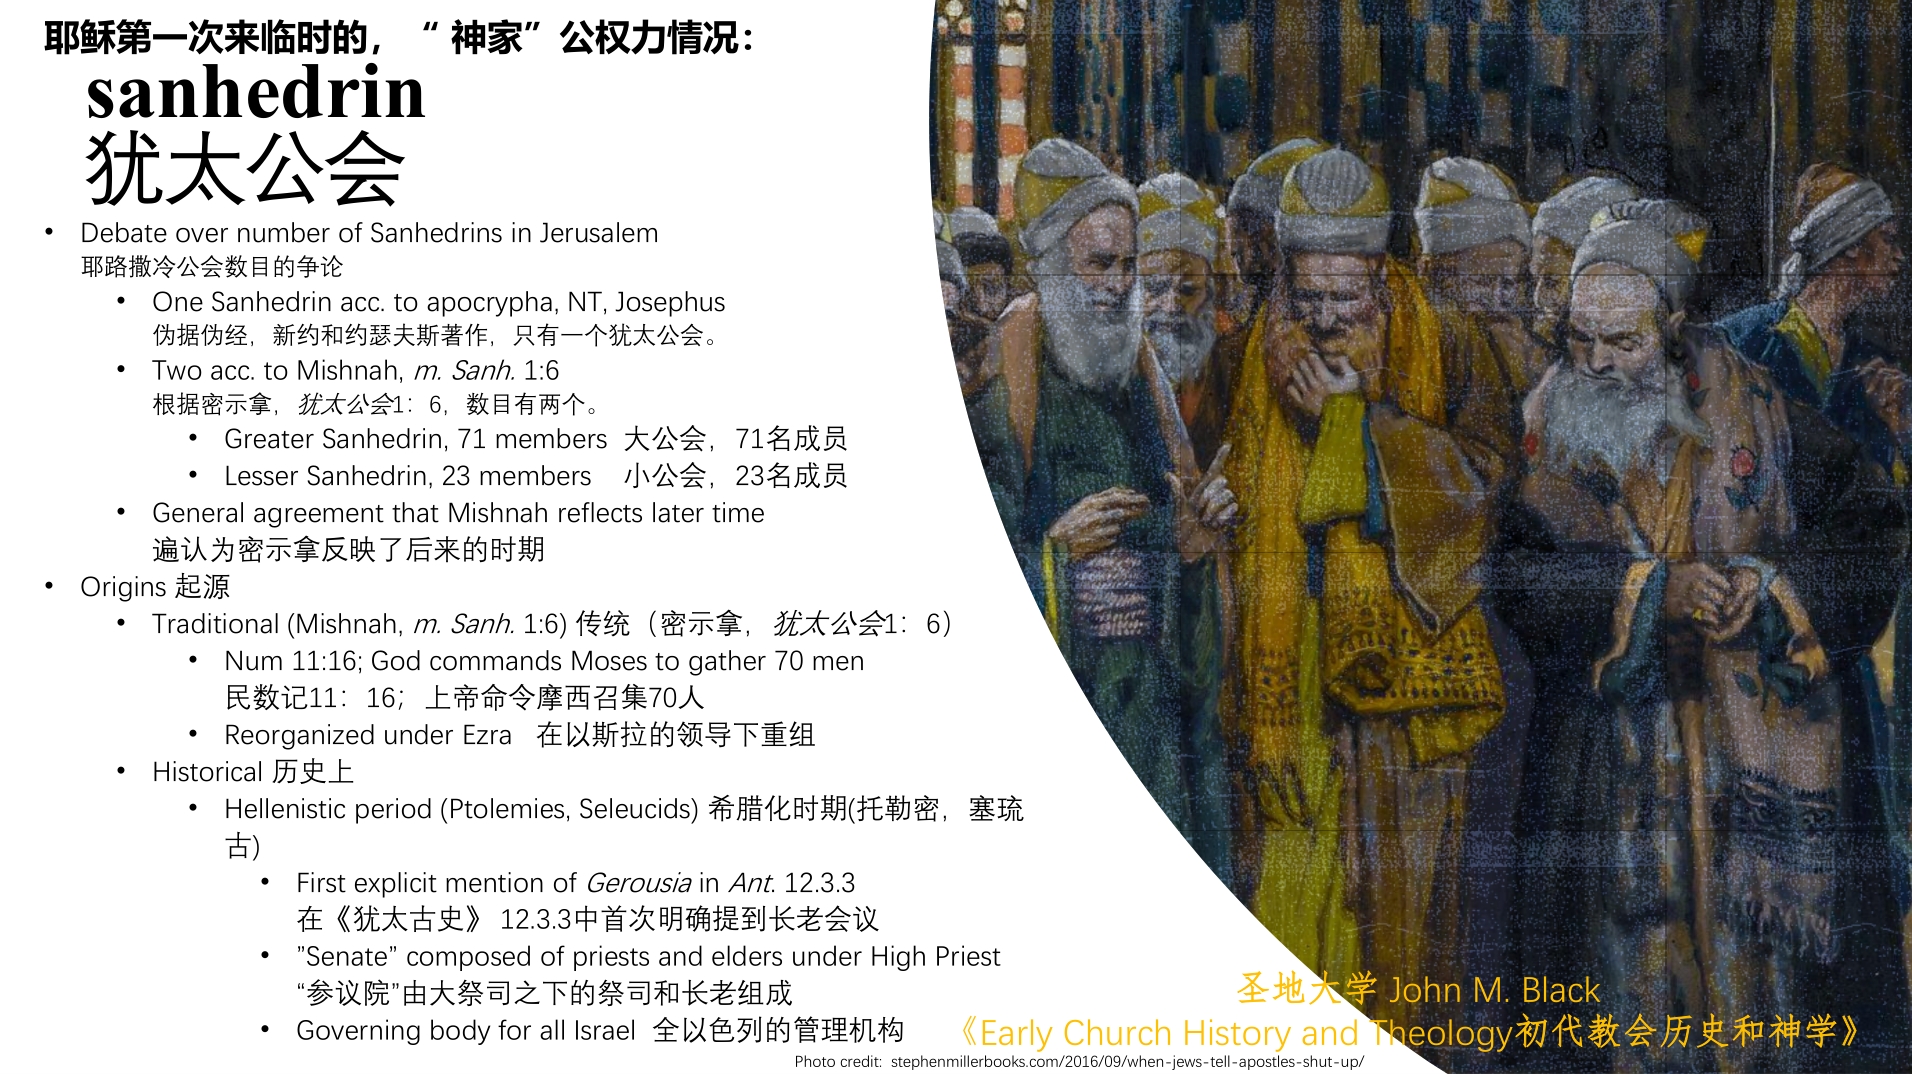 耶稣第一次来临时的，“ 神家”公权力情况：
sanhedrin
犹太公会
• Debate over number of Sanhedrins in Jerusalem
耶路撒冷公会数目的争论
• One Sanhedrin acc. to apocrypha, NT, Josephus
伪据伪经，新约和约瑟夫斯著作，只有一个犹太公会。
• Two acc. to Mishnah, m. Sanh. 1:6
根据密示拿，犹太公会1：6，数目有两个。
• Greater Sanhedrin, 71 members 大公会，71名成员
• Lesser Sanhedrin, 23 members 小公会，23名成员
• General agreement that Mishnah reflects later time
遍认为密示拿反映了后来的时期
• Origins 起源
• Traditional (Mishnah, m. Sanh. 1:6) 传统（密示拿，犹太公会1：6）
• Num 11:16; God commands Moses to gather 70 men
民数记11：16；上帝命令摩西召集70人
• Reorganized under Ezra 在以斯拉的领导下重组
• Historical 历史上
• Hellenistic period (Ptolemies, Seleucids) 希腊化时期(托勒密，塞琉
古)
• First explicit mention of Gerousia in Ant. 12.3.3
在《犹太古史》 12.3.3中首次明确提到长老会议
• ”Senate” composed of priests and elders under High Priest
“参议院”由大祭司之下的祭司和长老组成
• Governing body for all Israel 全以色列的管理机构
圣地大学 John M. Black
《Early Church History and Theology初代教会历史和神学》
Photo credit: stephenmillerbooks.com/2016/09/when-jews-tell-apostles-shut-up/